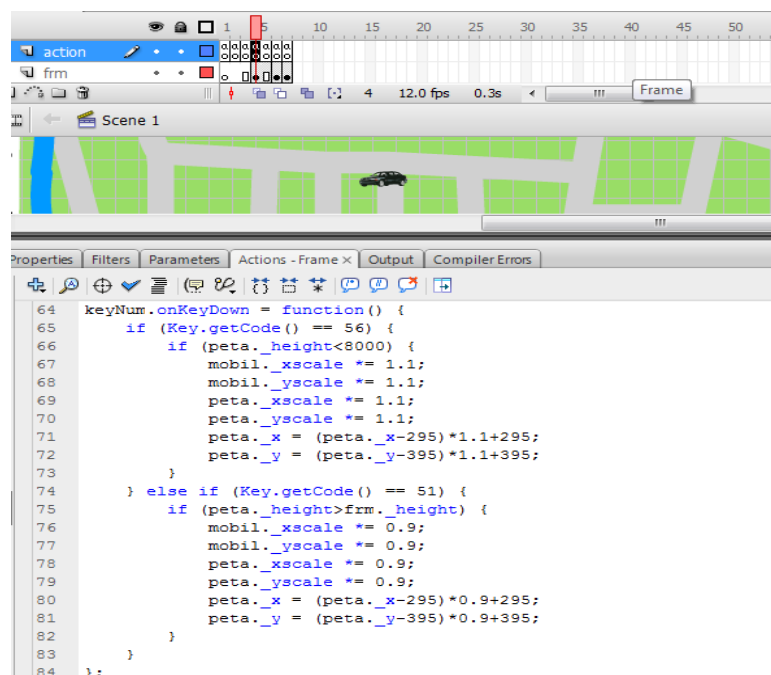 1 5 10 15 20 25 30 35 40 45 50
action
frm
4 12.0 fps 0.3s
Frame
Scene 1
Properties Filters Parameters Actions - Frame × Output Compiler Errors
64 keyNum.onKeyDown = function() {
65 if (Key.getCode() == 56) {
66 if (peta._height<8000) {
67 mobil._xscale *= 1.1;
68 mobil._yscale *= 1.1;
69 peta._xscale *= 1.1;
70 peta._yscale *= 1.1;
71 peta._x = (peta._x-295)*1.1+295;
72 peta._y = (peta._y-395)*1.1+395;
73 }
74 } else if (Key.getCode() == 51) {
75 if (peta._height>frm._height) {
76 mobil._xscale *= 0.9;
77 mobil._yscale *= 0.9;
78 peta._xscale *= 0.9;
79 peta._yscale *= 0.9;
80 peta._x = (peta._x-295)*0.9+295;
81 peta._y = (peta._y-395)*0.9+395;
82 }
83 }
84 };